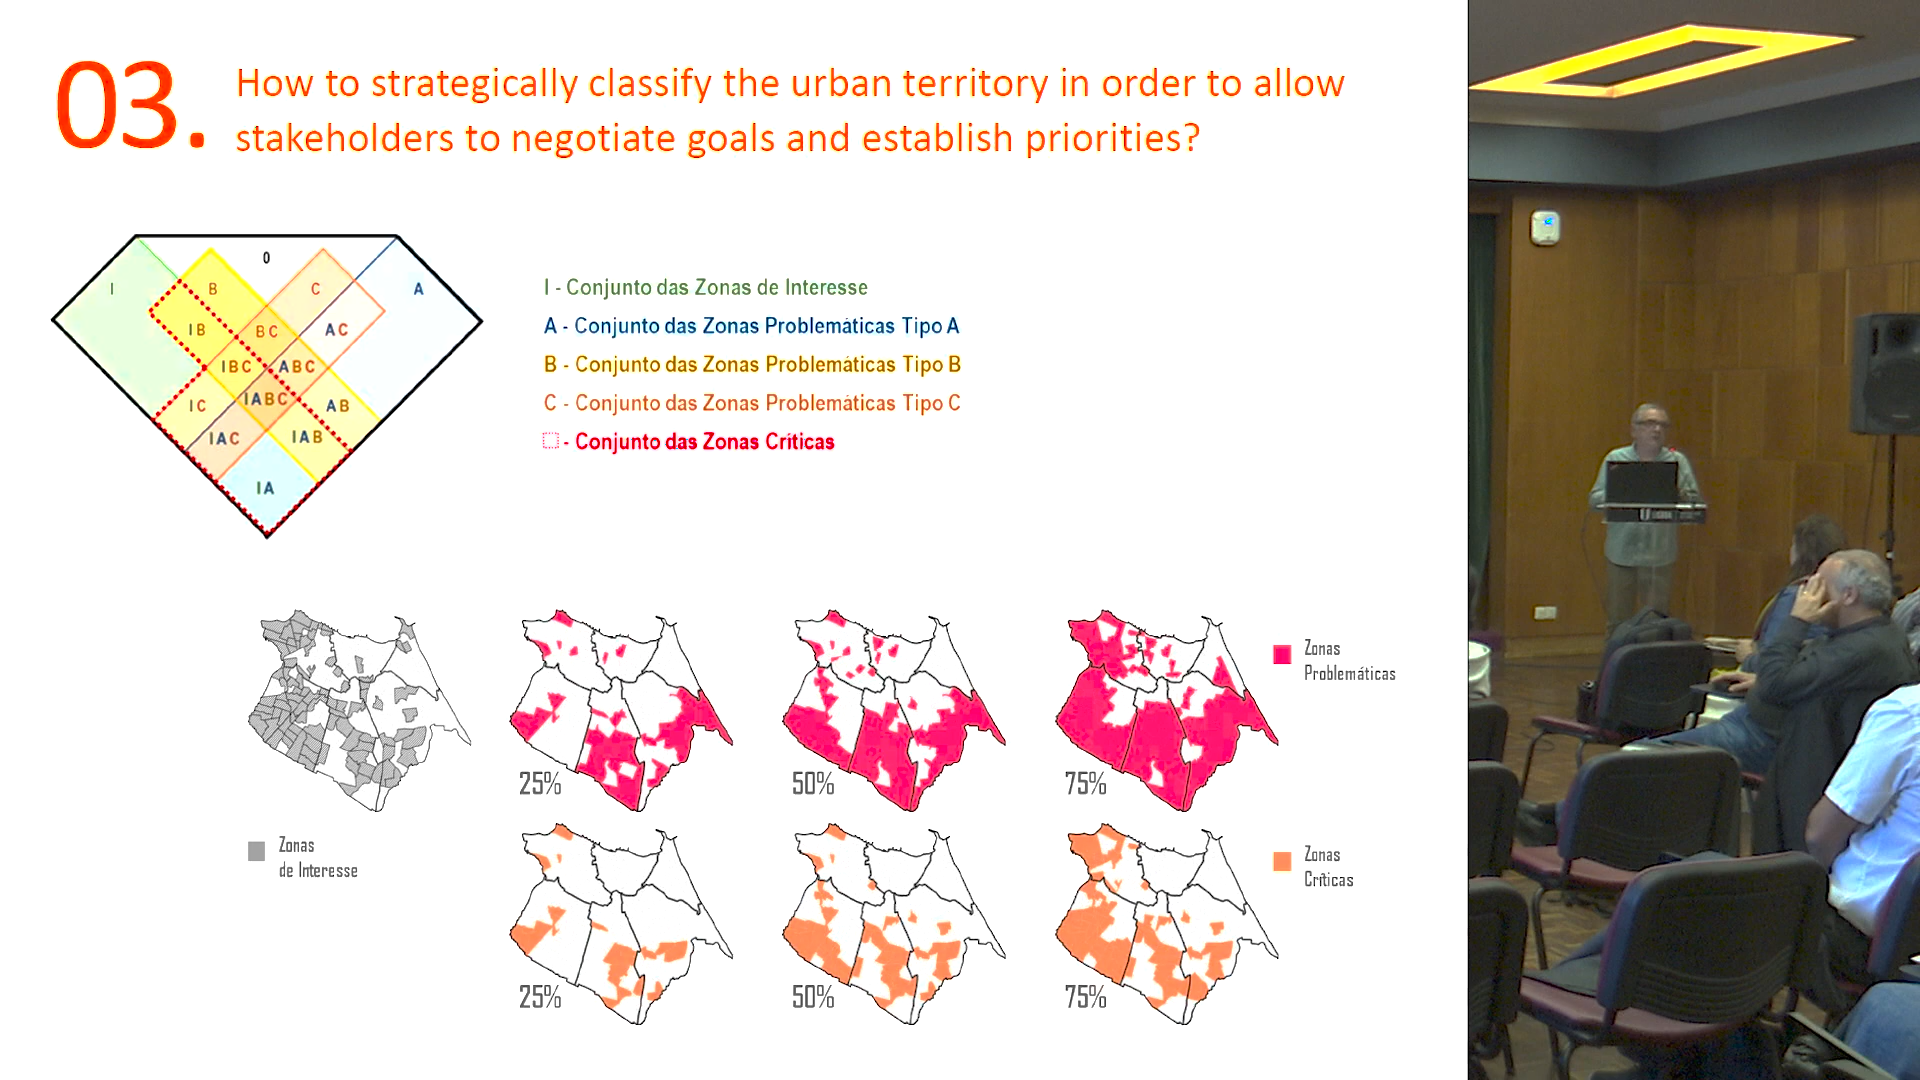 03.
How to strategically classify the urban territory in order to allow
stakeholders to negotiate goals and establish priorities?
0
I
B
C
A
IB
BC
AC
IBC
ABC
IC
IABC
AB
IAC
IAB
IA
I - Conjunto das Zonas de Interesse
A - Conjunto das Zonas Problemáticas Tipo A
B - Conjunto das Zonas Problemáticas Tipo B
C - Conjunto das Zonas Problemáticas Tipo C
- Conjunto das Zonas Críticas
25%
50%
75%
Zonas
Problemáticas
Zonas
de Interesse
25%
50%
75%
Zonas
Críticas